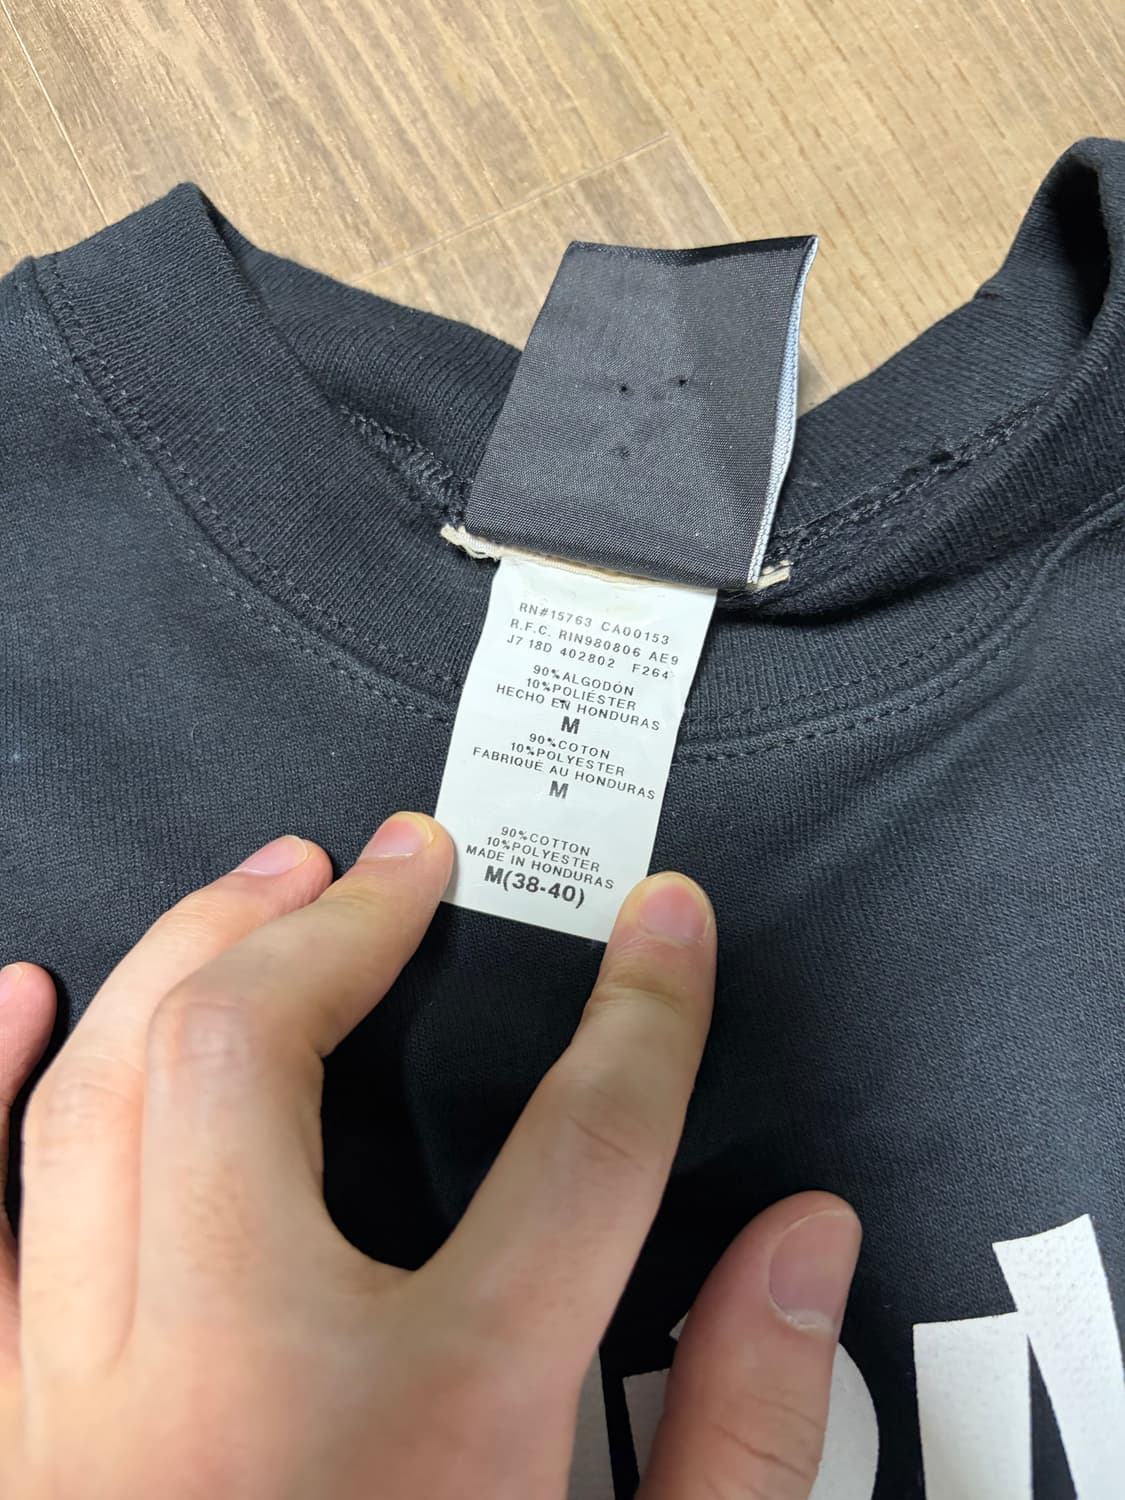 RN#15763 CA00153
R.F.C. RIN980806 AE9
J7 18D 402802 F264
90%ALGODÓN
10%POLIÉSTER
HECHO EN HONDURAS
M
90%COTON
10%POLYESTER
FABRIQUÉ AU HONDURAS
M
90%COTTON
10%POLYESTER
MADE IN HONDURAS
M(38-40)